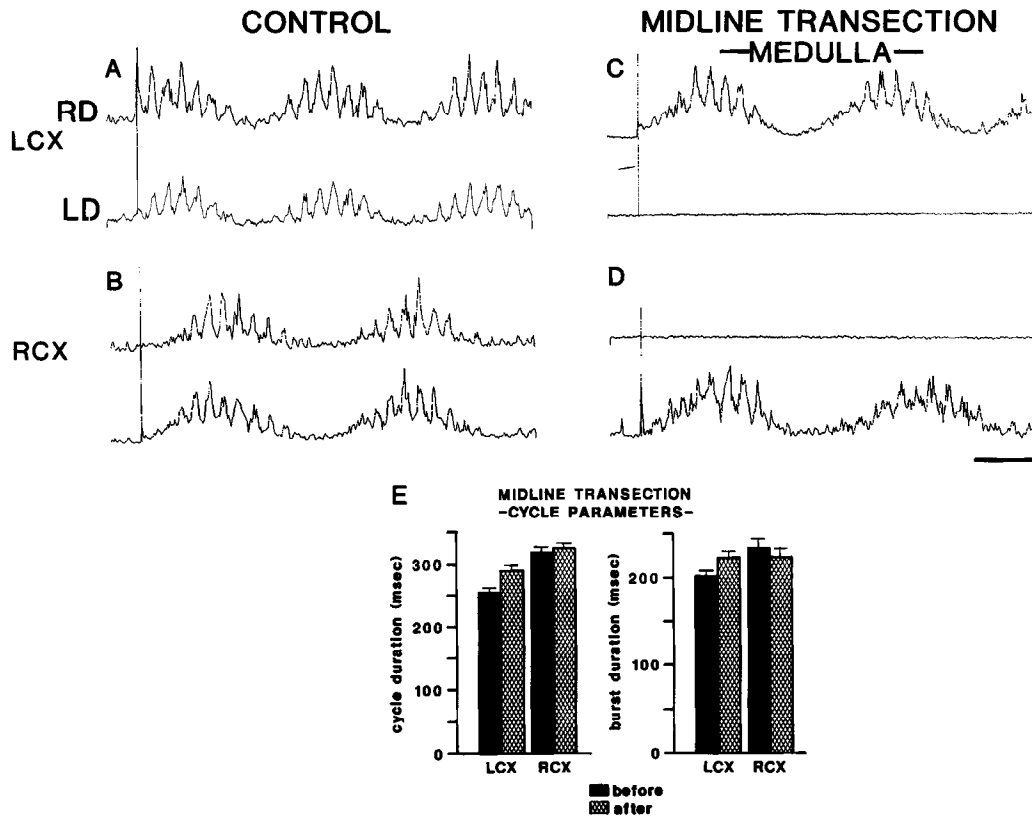 CONTROL
MIDLINE TRANSECTION
—MEDULLA—
A
C
RD
LCX
LD
B
D
RCX
E
MIDLINE TRANSECTION
-CYCLE PARAMETERS-
cycle duration (msec)
300
200
100
0
LCX RCX
burst duration (msec)
200
100
0
LCX RCX
before
after